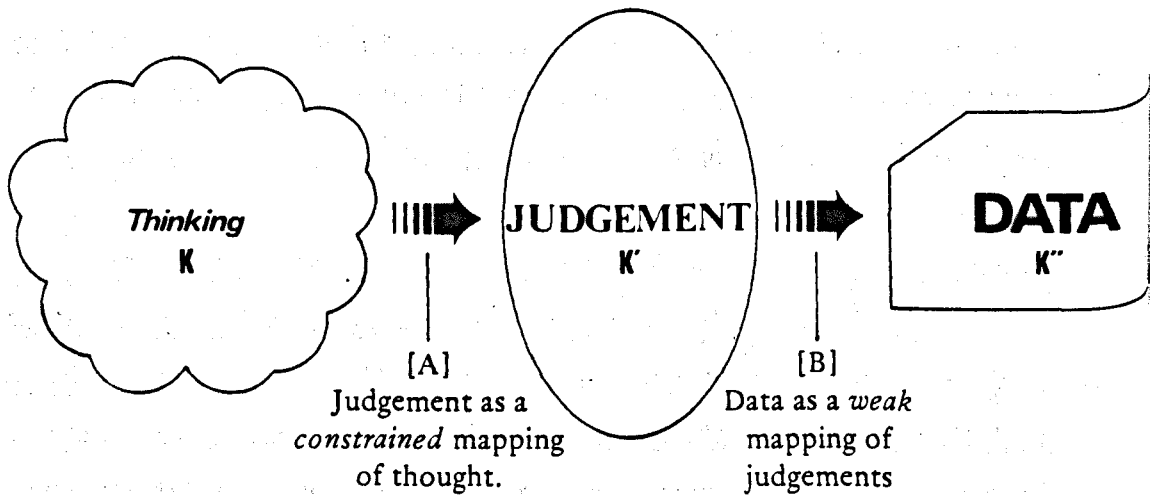 Thinking
K
JUDGEMENT
K′
DATA
K″
[A]
Judgement as a
constrained mapping
of thought.
[B]
Data as a weak
mapping of
judgements